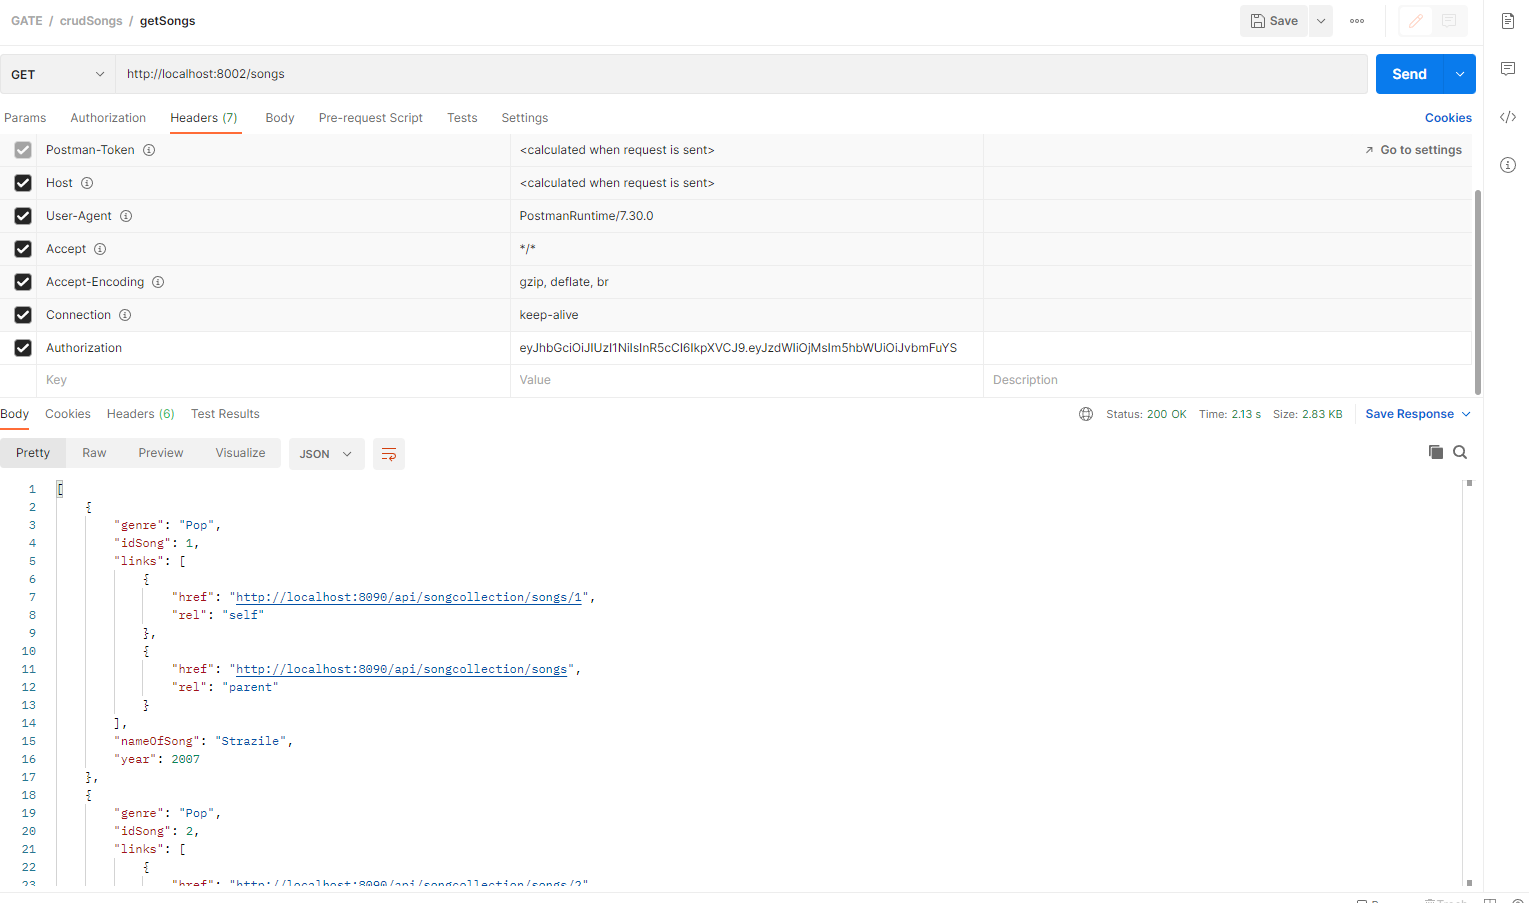 GATE / crudSongs / getSongs
Save
GET
http://localhost:8002/songs
Send
Params Authorization Headers (7) Body Pre-request Script Tests Settings Cookies
Postman-Token <calculated when request is sent> Go to settings
Host <calculated when request is sent>
User-Agent PostmanRuntime/7.30.0
Accept */*
Accept-Encoding gzip, deflate, br
Connection keep-alive
Authorization eyJhbGciOiJIUzI1NiIsInR5cCI6IkpXVCJ9.eyJzdWIiOjMsIm5hbWUiOiJvbmFuYS
Key Value Description
Body Cookies Headers (6) Test Results Status: 200 OK Time: 2.13 s Size: 2.83 KB Save Response
Pretty Raw Preview Visualize JSON
1 [
2 {
3 "genre": "Pop",
4 "idSong": 1,
5 "links": [
6 {
7 "href": "http://localhost:8090/api/songcollection/songs/1",
8 "rel": "self"
9 },
10 {
11 "href": "http://localhost:8090/api/songcollection/songs",
12 "rel": "parent"
13 }
14 ],
15 "nameOfSong": "Strazile",
16 "year": 2007
17 },
18 {
19 "genre": "Pop",
20 "idSong": 2,
21 "links": [
22 {
23 "href": "http://localhost:8090/api/songcollection/songs/2"
Trash